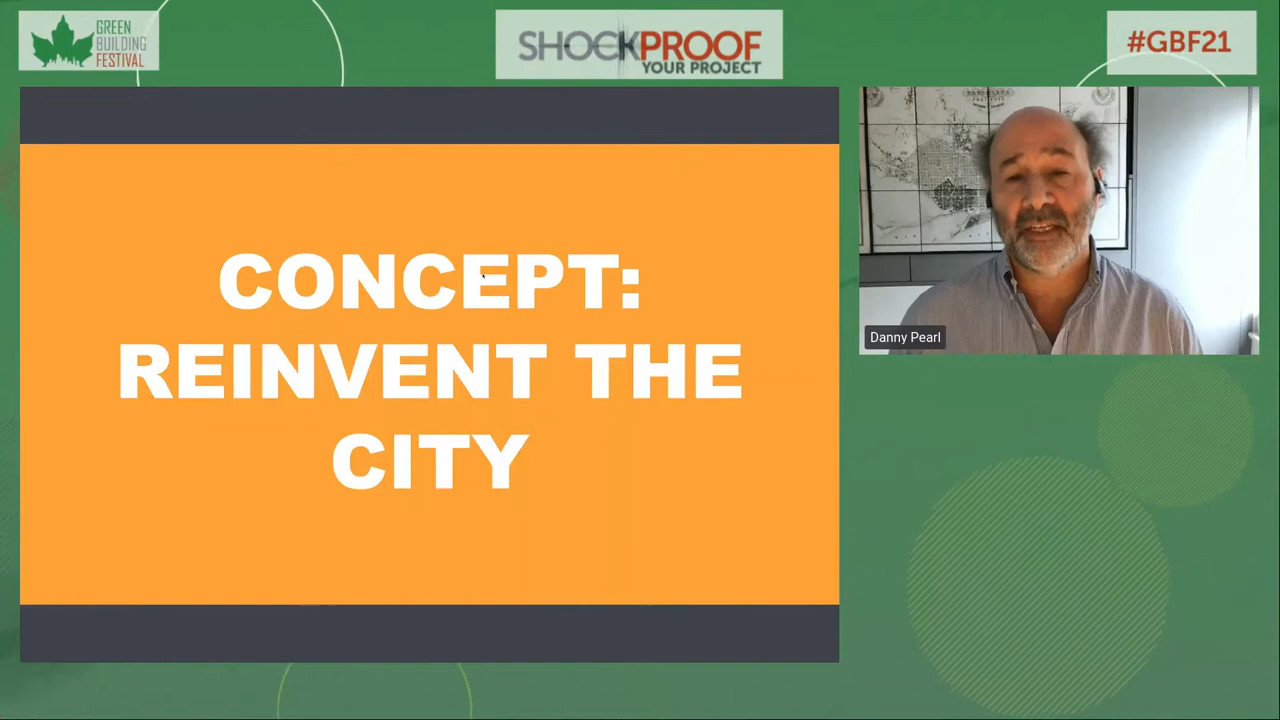 GREEN
BUILDING
FESTIVAL
SHOCKPROOF
YOUR PROJECT
#GBF21
CONCEPT:
REINVENT THE
CITY
Danny Pearl